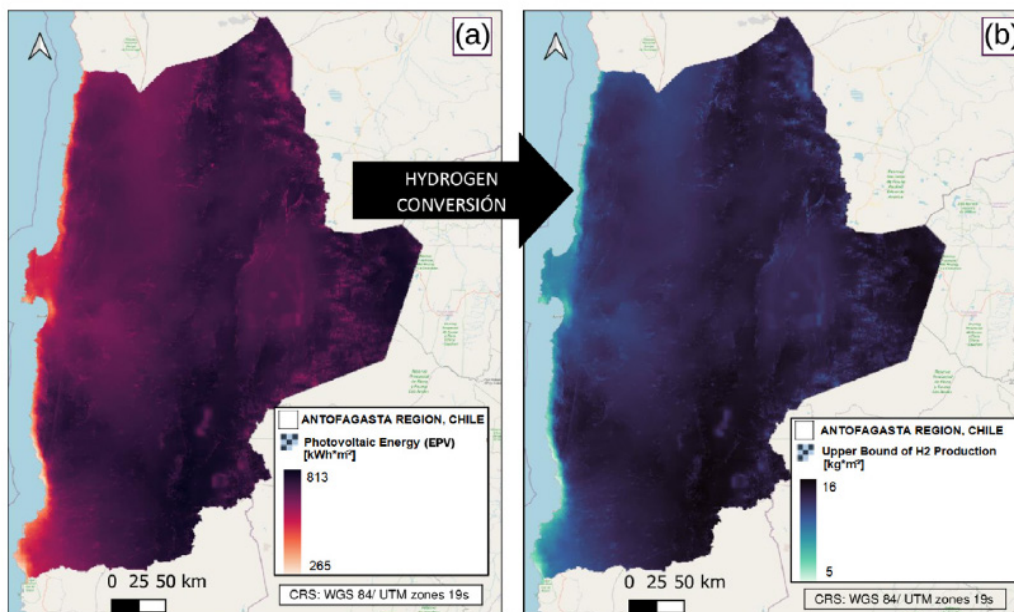 (a)
HYDROGEN
CONVERSIÓN
ANTOFAGASTA REGION, CHILE
Photovoltaic Energy (EPV)
[kWh*m²]
813
265
0 25 50 km
CRS: WGS 84/ UTM zones 19s
(b)
ANTOFAGASTA REGION, CHILE
Upper Bound of H2 Production
[kg*m²]
16
5
0 25 50 km
CRS: WGS 84/ UTM zones 19s